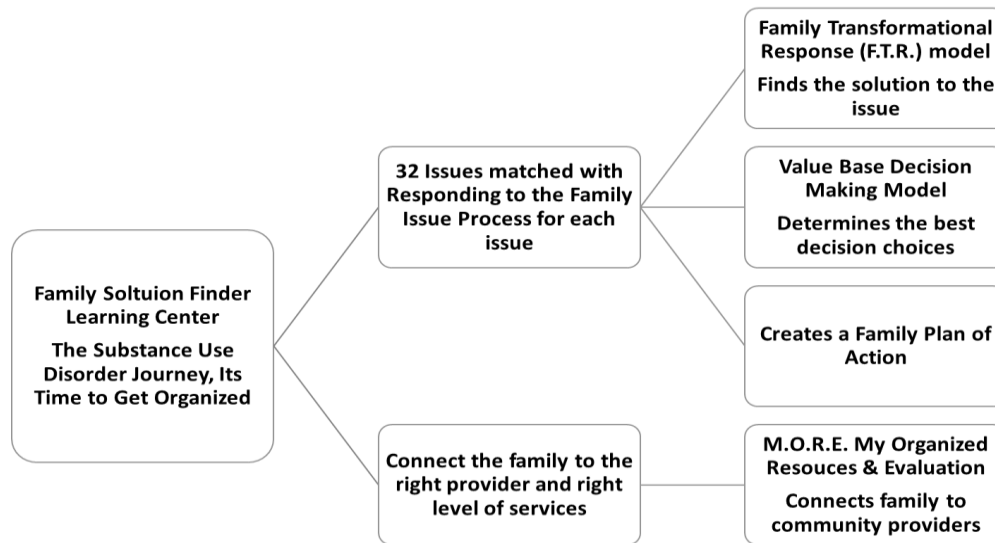 Family Soltuion Finder
Learning Center
The Substance Use
Disorder Journey, Its
Time to Get Organized
32 Issues matched with
Responding to the Family
Issue Process for each
issue
Family Transformational
Response (F.T.R.) model
Finds the solution to the
issue
Value Base Decision
Making Model
Determines the best
decision choices
Creates a Family Plan of
Action
Connect the family to the
right provider and right
level of services
M.O.R.E. My Organized
Resouces & Evaluation
Connects family to
community providers